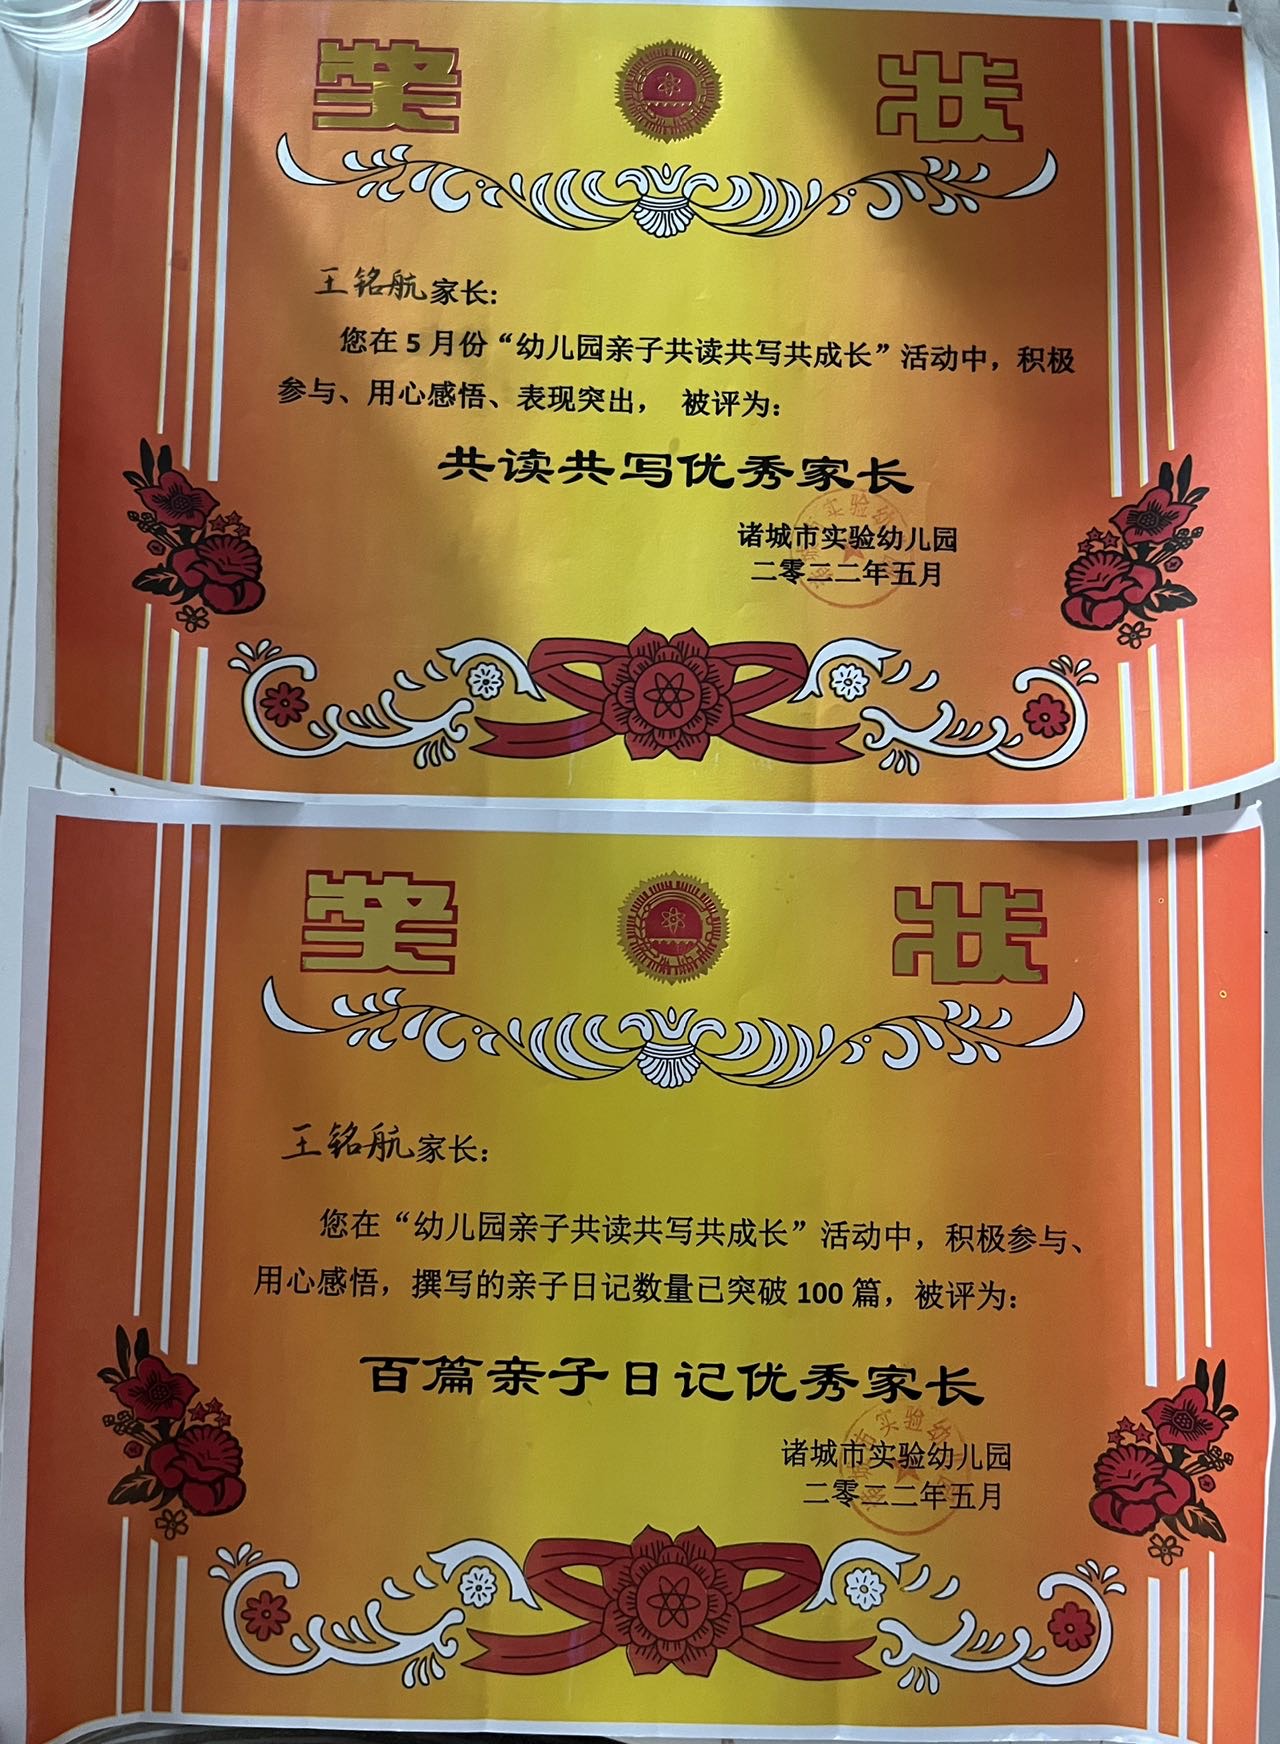 奖 状
王铭航家长：
您在5月份“幼儿园亲子共读共写共成长”活动中，积极
参与、用心感悟、表现突出， 被评为：
共读共写优秀家长
诸城市实验幼儿园
二零二二年五月
奖 状
王铭航家长：
您在“幼儿园亲子共读共写共成长”活动中，积极参与、
用心感悟，撰写的亲子日记数量已突破 100 篇，被评为：
百篇亲子日记优秀家长
诸城市实验幼儿园
二零二二年五月